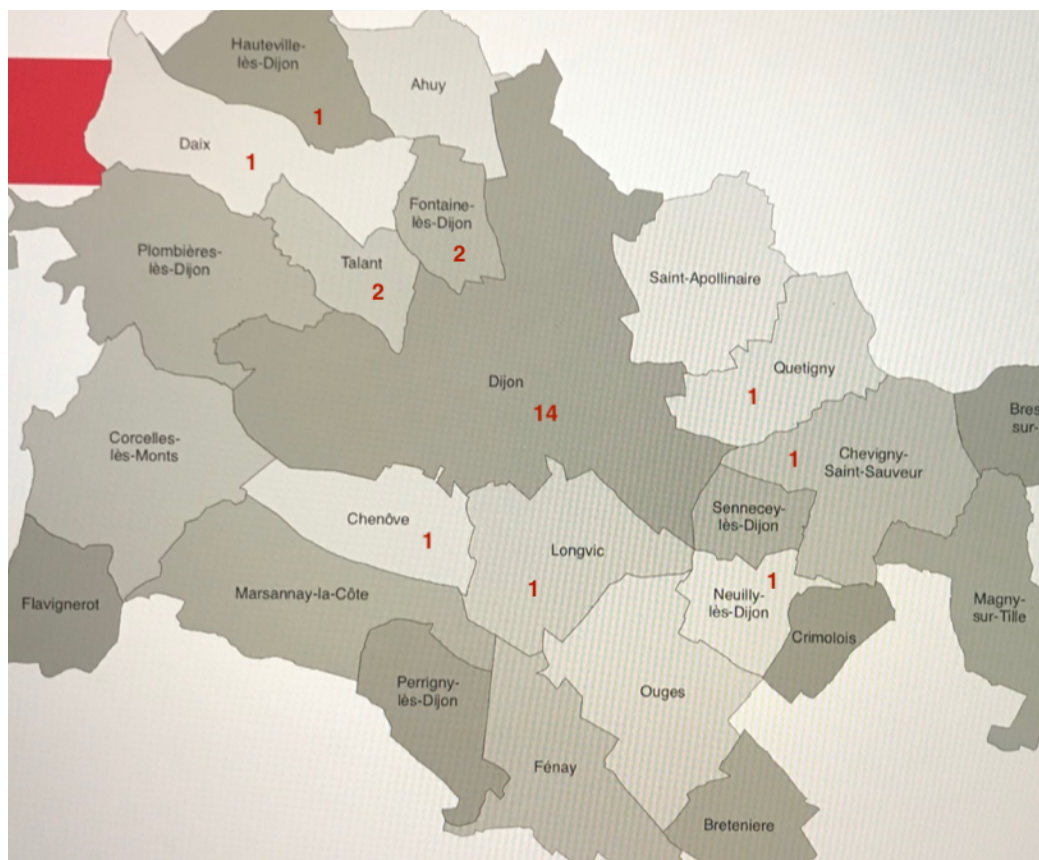 Hauteville-
lès-Dijon
1
Ahuy
Daix
1
Fontaine-
lès-Dijon
2
Talant
2
Plombières-
lès-Dijon
Saint-Apollinaire
Dijon
14
Quetigny
1
Bres
sur-
Corcelles-
lès-Monts
1
Chevigny-
Saint-Sauveur
Sennecey-
lès-Dijon
Chenôve
1
Longvic
1
1
Neuilly-
lès-Dijon
Flavignerot
Marsannay-la-Côte
Magny-
sur-Tille
Crimolois
Perrigny-
lès-Dijon
Ouges
Fénay
Breteniere